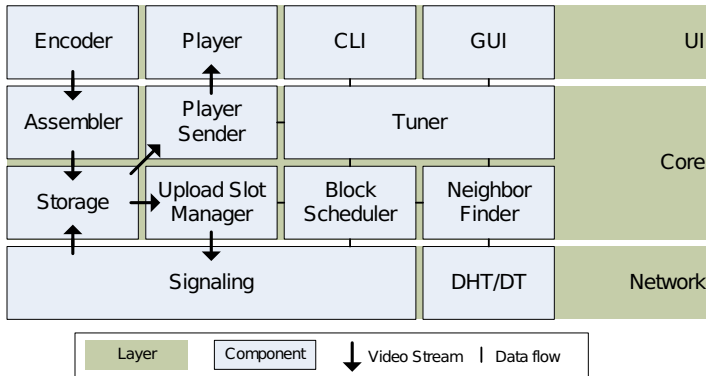 Encoder
Player
CLI
GUI
UI
Assembler
Player
Sender
Tuner
Core
Storage
Upload Slot
Manager
Block
Scheduler
Neighbor
Finder
Signaling
DHT/DT
Network
Layer
Component
Video Stream
Data flow